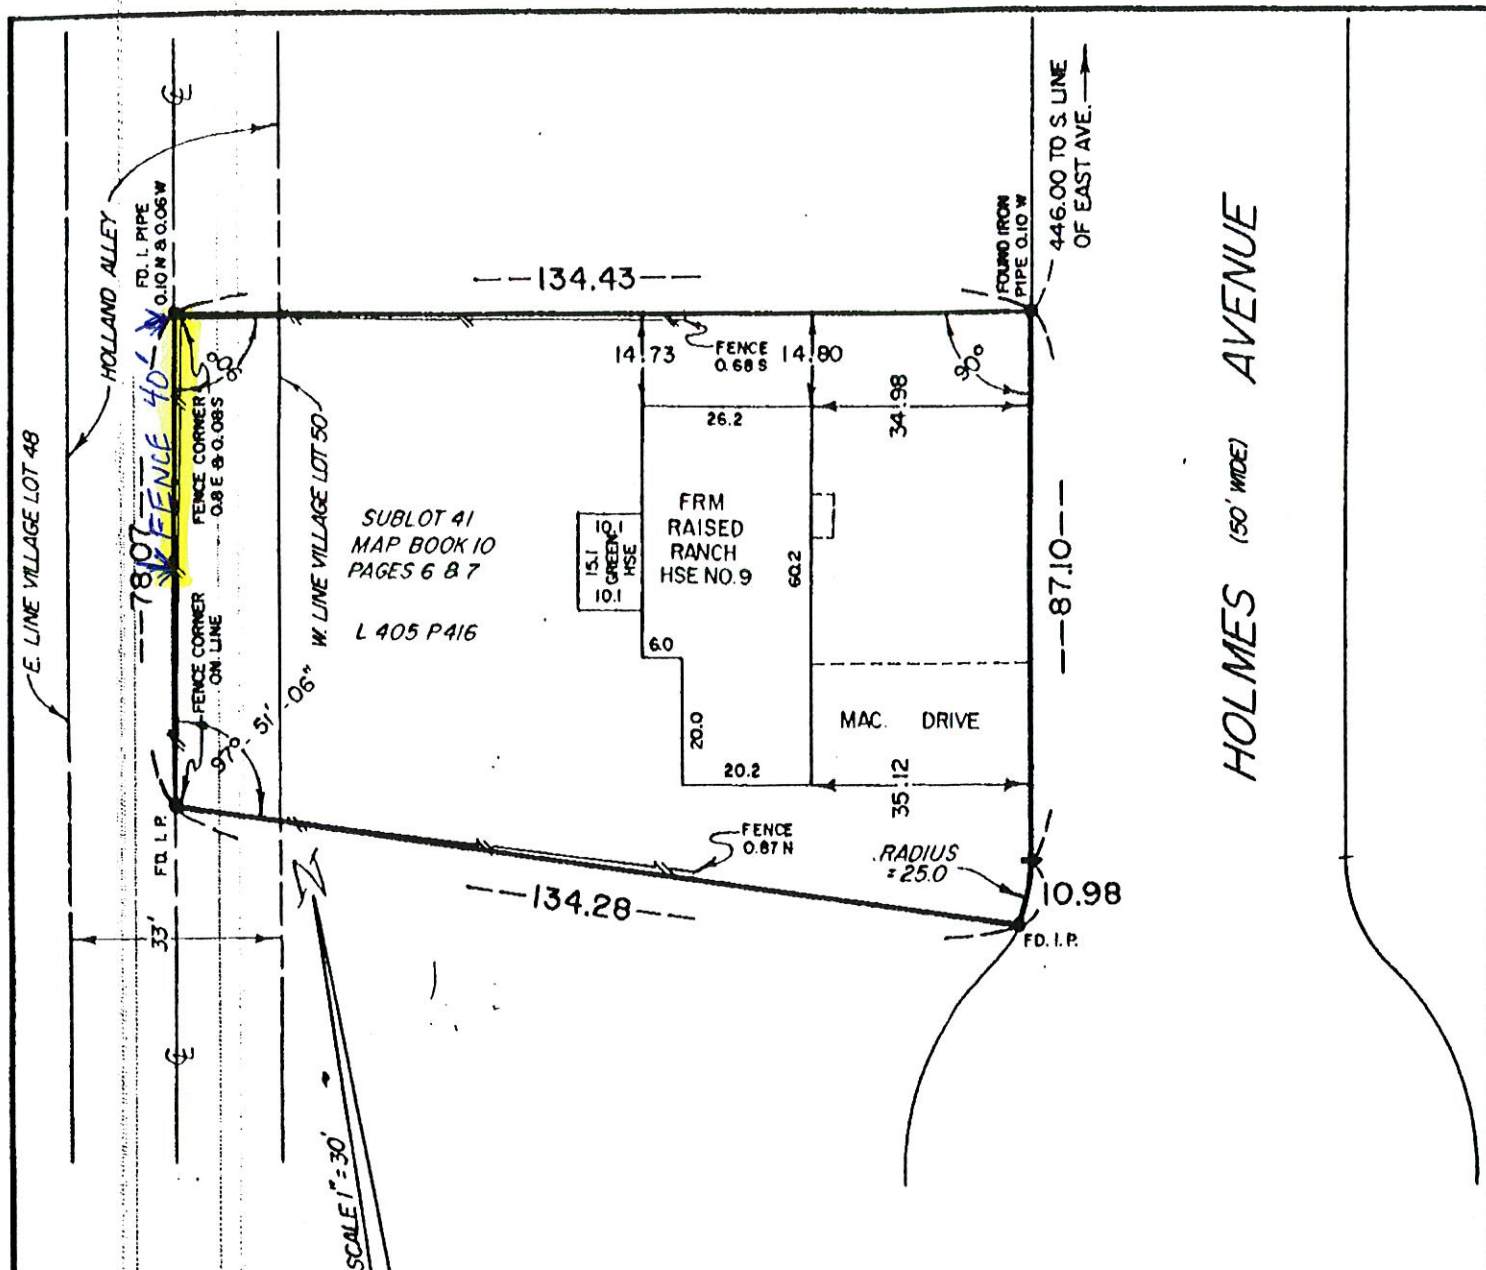 446.00 TO S. LINE
OF EAST AVE.
HOLLAND ALLEY
FD. I. PIPE
0.10 N & 0.06 W
FOUND IRON
PIPE 0.10 W
HOLMES (50' WIDE) AVENUE
134.43
FENCE 40'
90°
14.73
FENCE
0.68 S
14.80
90°
26.2
34.98
FENCE CORNER
0.8 E & 0.08 S
E. LINE VILLAGE LOT 48
W. LINE VILLAGE LOT 50
78.07
SUBLOT 41
MAP BOOK 10
PAGES 6 & 7
L 405 P 416
FRM
RAISED
RANCH
HSE NO. 9
10.1
15.1
GREEN
HSE
10.1
60.2
87.10
FENCE CORNER
ON LINE
6.0
97°-51'-06"
20.0
MAC. DRIVE
20.2
35.12
FD. I. P.
FENCE
0.87 N
RADIUS
= 25.0
134.28
10.98
FD. I. P.
33'
N
SCALE 1" = 30'